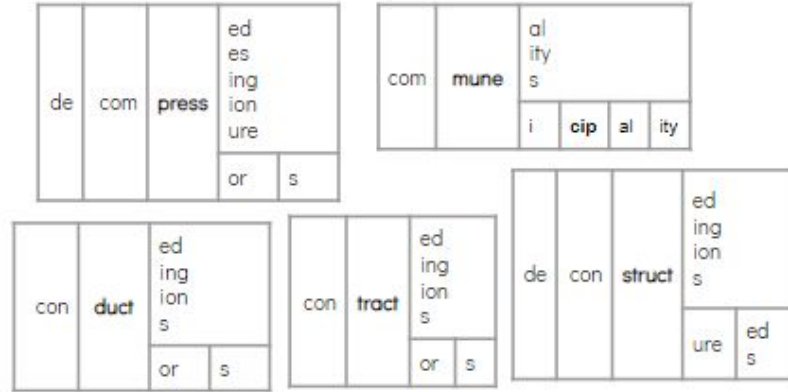 de com press
ed
es
ing
ion
ure
or s
com mune
al
ity
s
i cip al ity
con duct
ed
ing
ion
s
or s
con tract
ed
ing
ion
s
or s
de con struct
ed
ing
ion
s
ure
ed
s